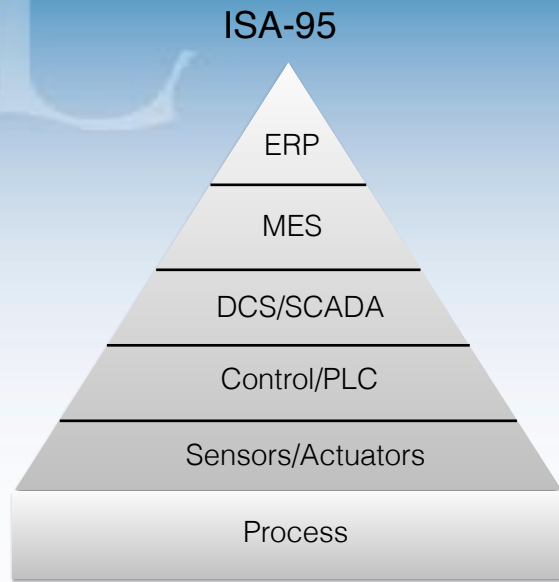 ISA-95
ERP
MES
DCS/SCADA
Control/PLC
Sensors/Actuators
Process